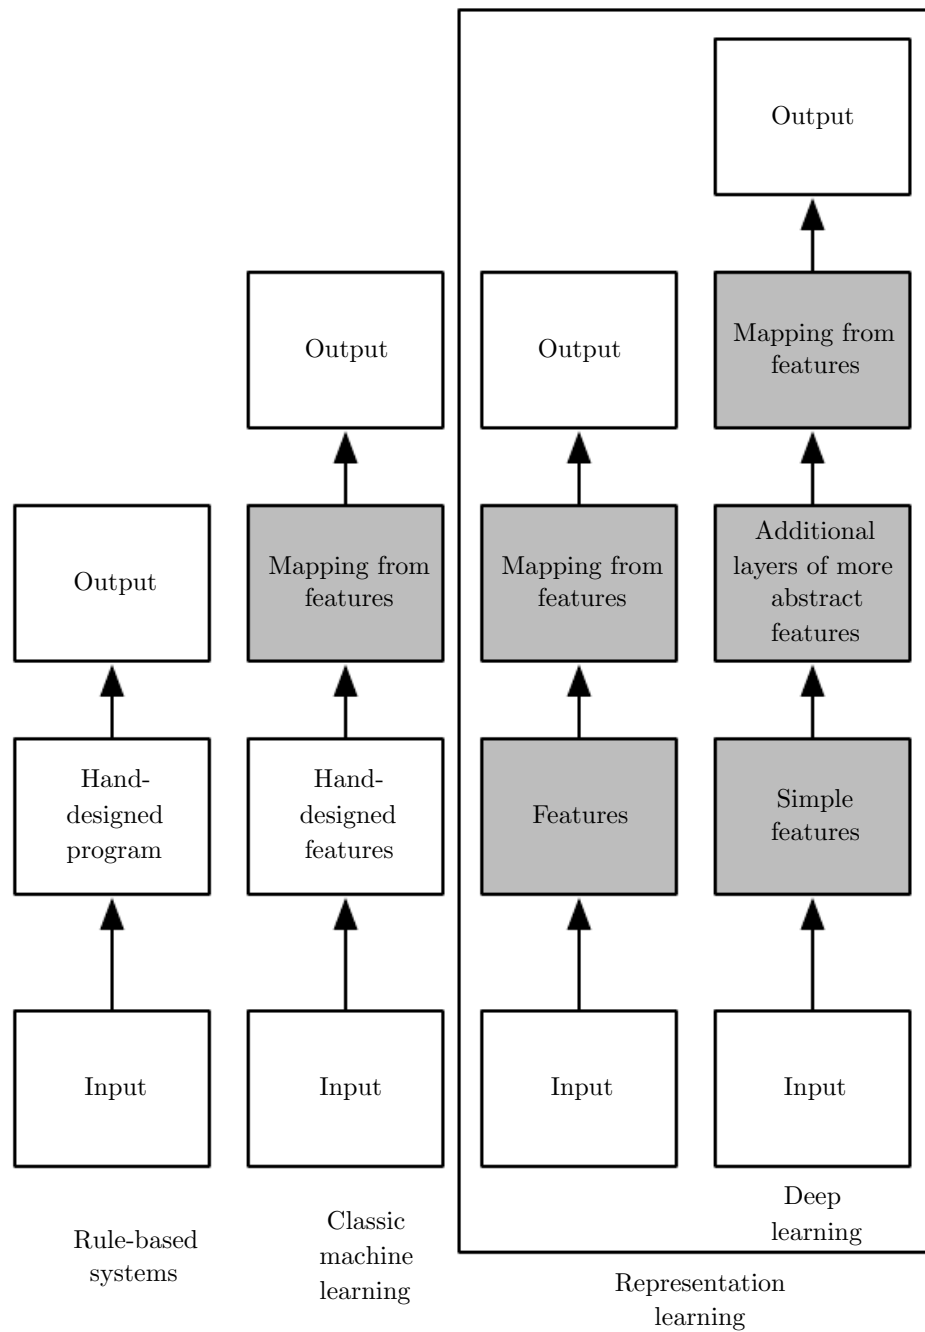 Output
Output
Output
Mapping from
features
Output
Mapping from
features
Mapping from
features
Additional
layers of more
abstract
features
Hand-
designed
program
Hand-
designed
features
Features
Simple
features
Input
Input
Input
Input
Rule-based
systems
Classic
machine
learning
Deep
learning
Representation
learning